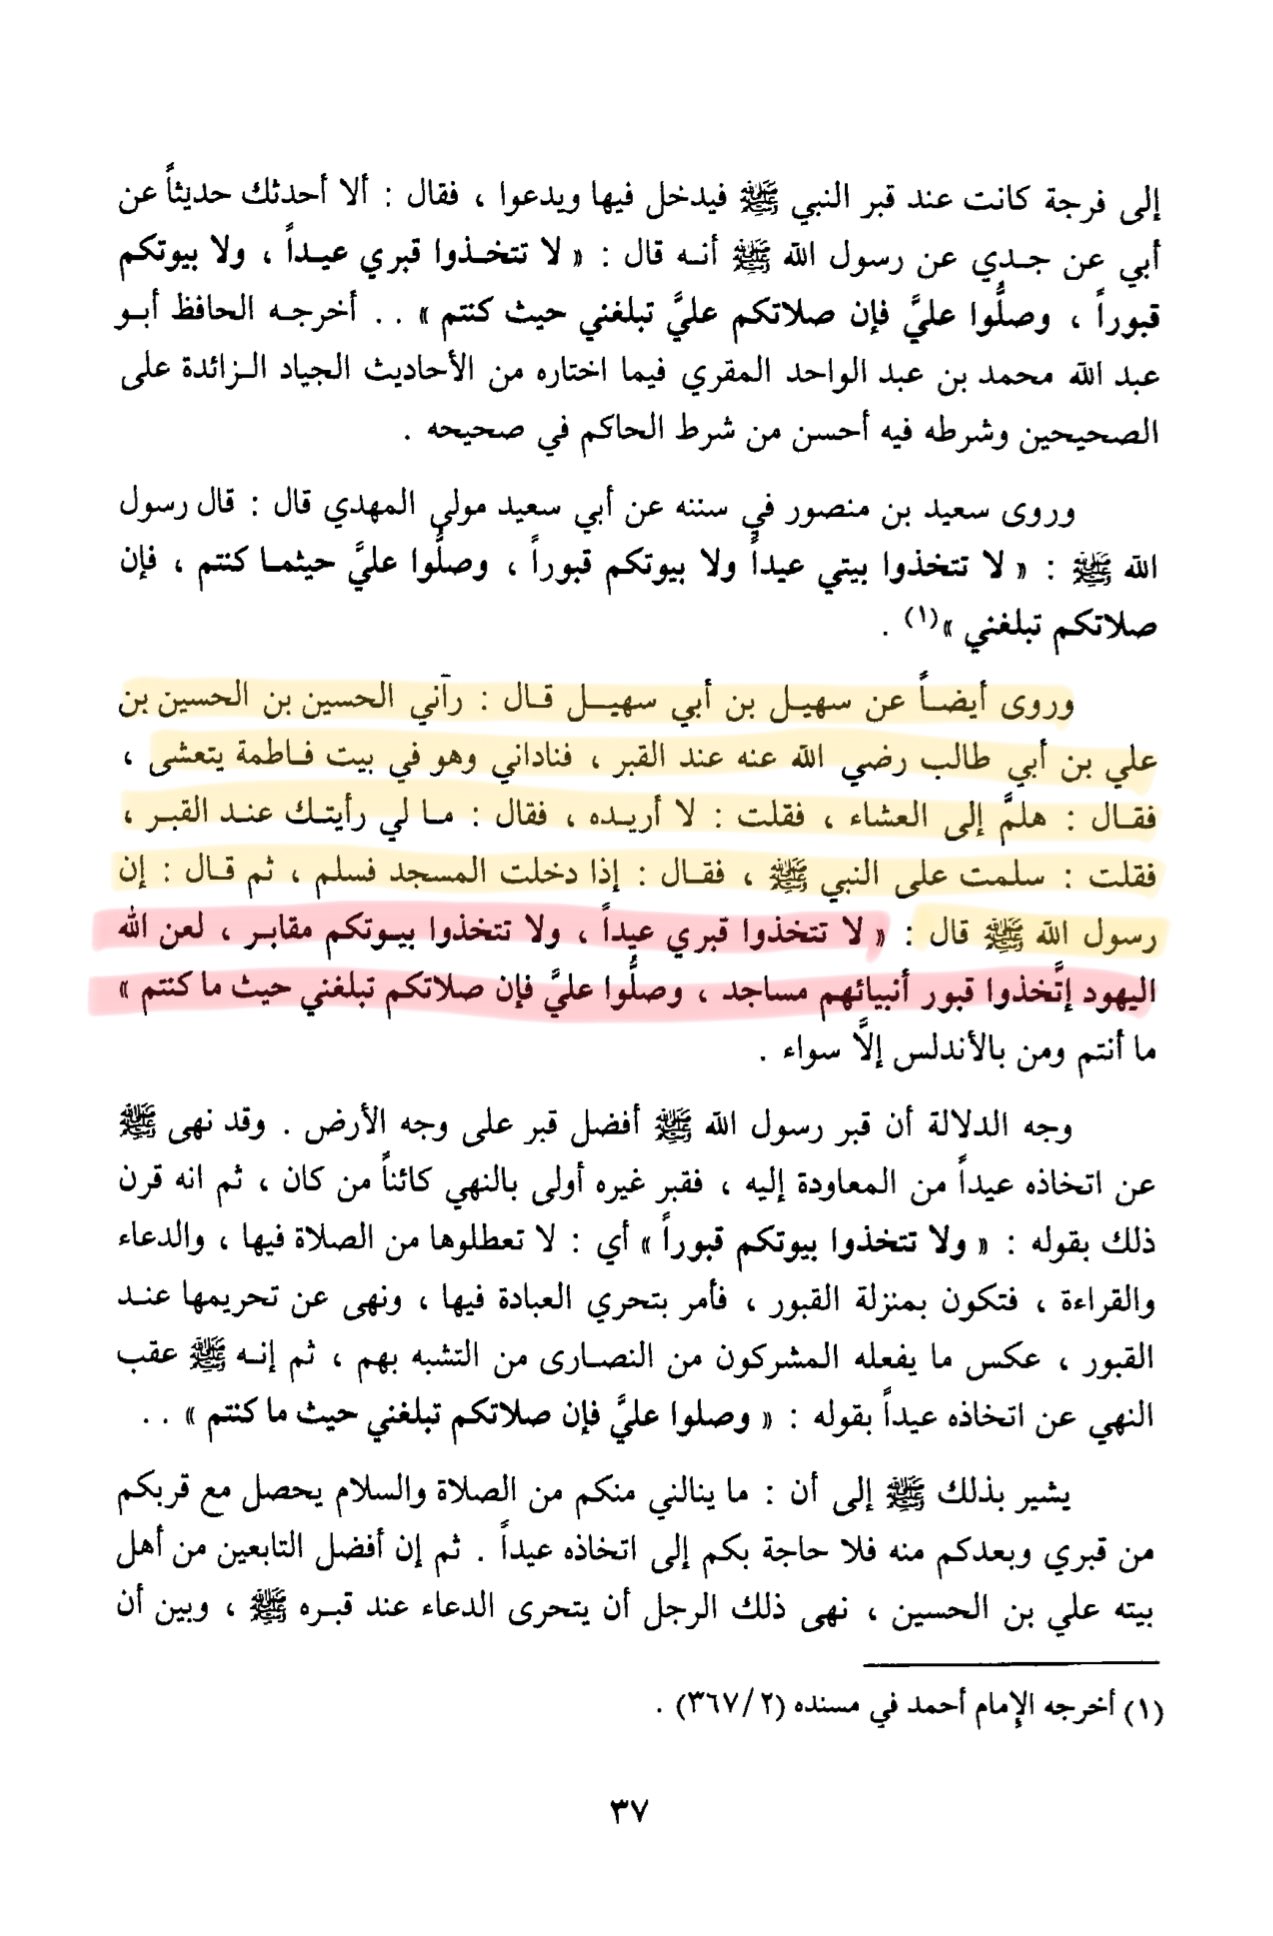 إلى فرجة كانت عند قبر النبي ﷺ فيدخل فيها ويدعوا ، فقال : ألا أحدثك حديثاً عن
أبي عن جدي عن رسول الله ﷺ أنه قال : « لا تتخذوا قبري عيداً ، ولا بيوتكم
قبوراً ، وصلُّوا عليَّ فإن صلاتكم عليَّ تبلغني حيث كنتم » . . أخرجه الحافظ أبو
عبد الله محمد بن عبد الواحد المقري فيما اختاره من الأحاديث الجياد الزائدة على
الصحيحين وشرطه فيه أحسن من شرط الحاكم في صحيحه .
وروى سعيد بن منصور في سننه عن أبي سعيد مولى المهدي قال : قال رسول
الله ﷺ : « لا تتخذوا بيتي عيداً ولا بيوتكم قبوراً ، وصلُّوا عليَّ حيثما كنتم ، فإن
صلاتكم تبلغني »(١) .
وروى أيضاً عن سهيل بن أبي سهيل قال : رآني الحسين بن الحسين بن
علي بن أبي طالب رضي الله عنه عند القبر ، فناداني وهو في بيت فاطمة يتعشى ،
فقال : هلمَّ إلى العشاء ، فقلت : لا أريده ، فقال : ما لي رأيتك عند القبر ،
فقلت : سلمت على النبي ﷺ ، فقال : إذا دخلت المسجد فسلم ، ثم قال : إن
رسول الله ﷺ قال : « لا تتخذوا قبري عيداً ، ولا تتخذوا بيوتكم مقابر ، لعن الله
اليهود إتَّخذوا قبور أنبيائهم مساجد ، وصلُّوا عليَّ فإن صلاتكم تبلغني حيث ما كنتم »
ما أنتم ومن بالأندلس إلاَّ سواء .
وجه الدلالة أن قبر رسول الله ﷺ أفضل قبر على وجه الأرض . وقد نهى ﷺ
عن اتخاذه عيداً من المعاودة إليه ، فقبر غيره أولى بالنهي كائناً من كان ، ثم انه قرن
ذلك بقوله : « ولا تتخذوا بيوتكم قبوراً » أي : لا تعطلوها من الصلاة فيها ، والدعاء
والقراءة ، فتكون بمنزلة القبور ، فأمر بتحري العبادة فيها ، ونهى عن تحريمها عند
القبور ، عكس ما يفعله المشركون من النصارى من التشبه بهم ، ثم إنه ﷺ عقب
النهي عن اتخاذه عيداً بقوله : « وصلوا عليَّ فإن صلاتكم تبلغني حيث ما كنتم » . .
يشير بذلك ﷺ إلى أن : ما ينالني منكم من الصلاة والسلام يحصل مع قربكم
من قبري وبعدكم منه فلا حاجة بكم إلى اتخاذه عيداً . ثم إن أفضل التابعين من أهل
بيته علي بن الحسين ، نهى ذلك الرجل أن يتحرى الدعاء عند قبره ﷺ ، وبين أن
(١) أخرجه الإمام أحمد في مسنده (٣٦٧/٢) .
٣٧